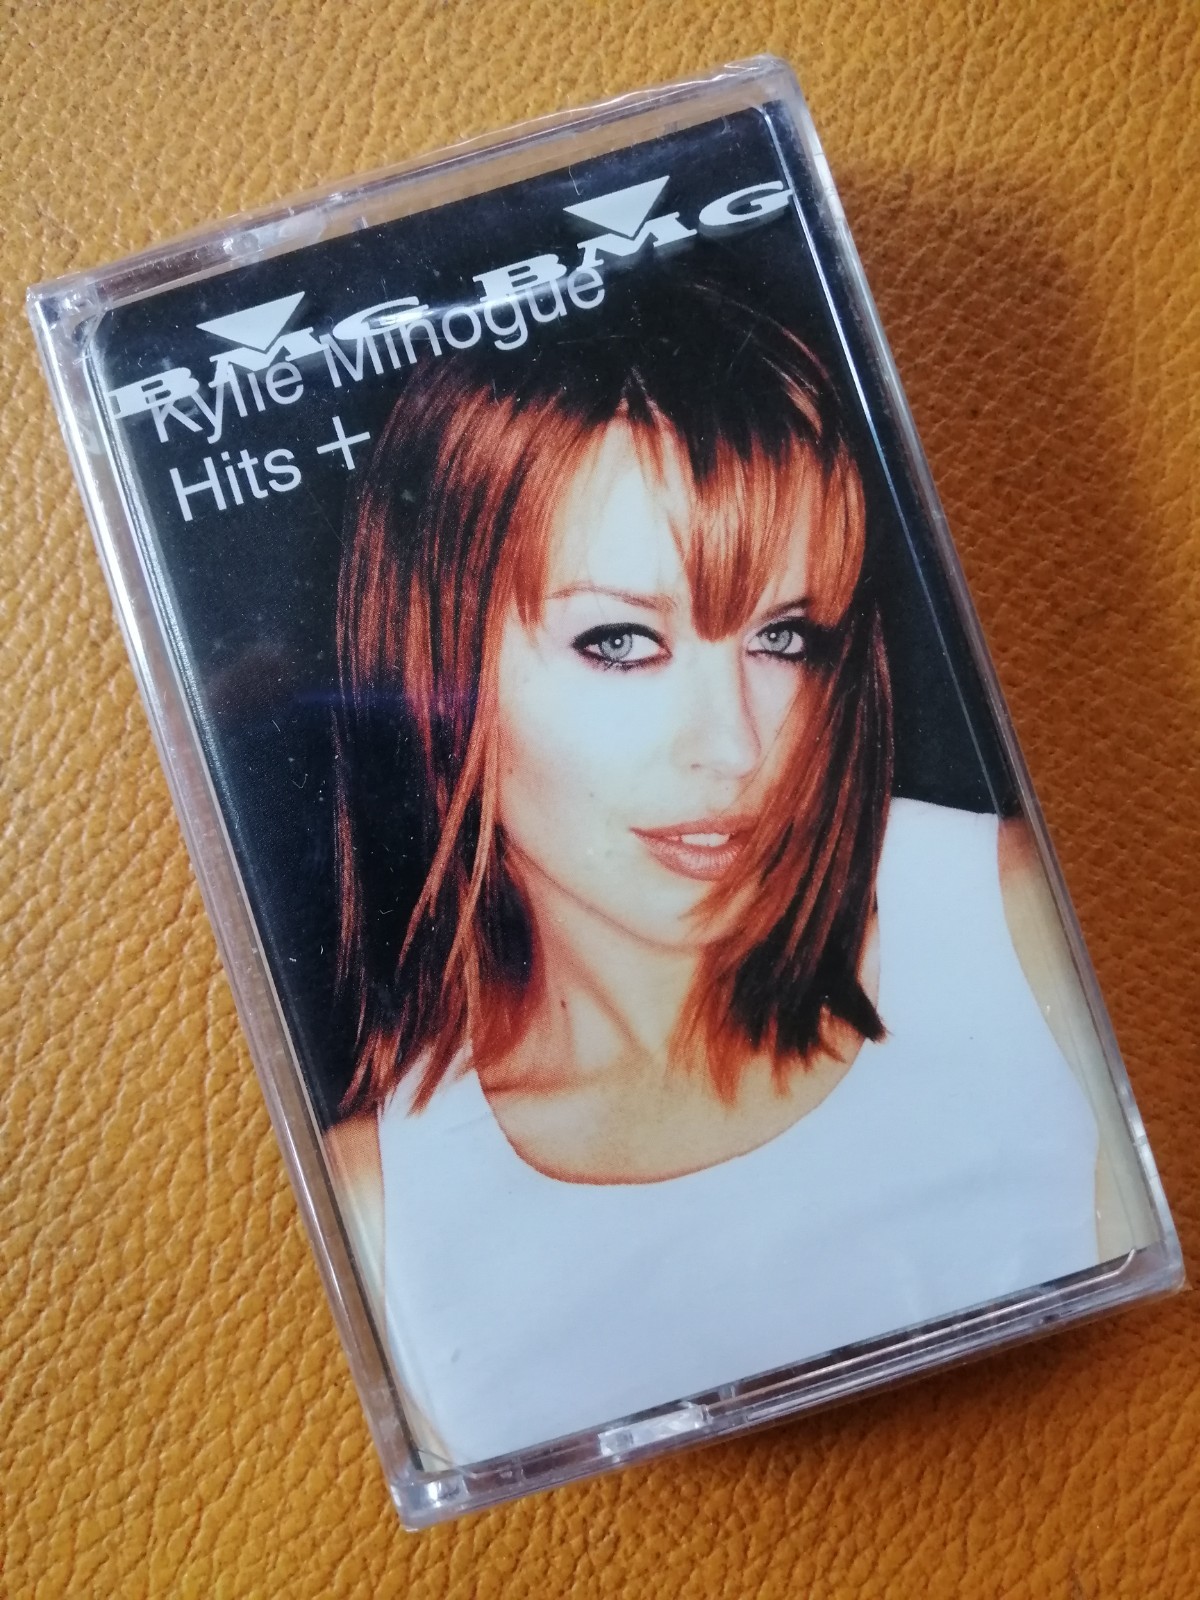 BMG BMG
Kylie Minogue
Hits +